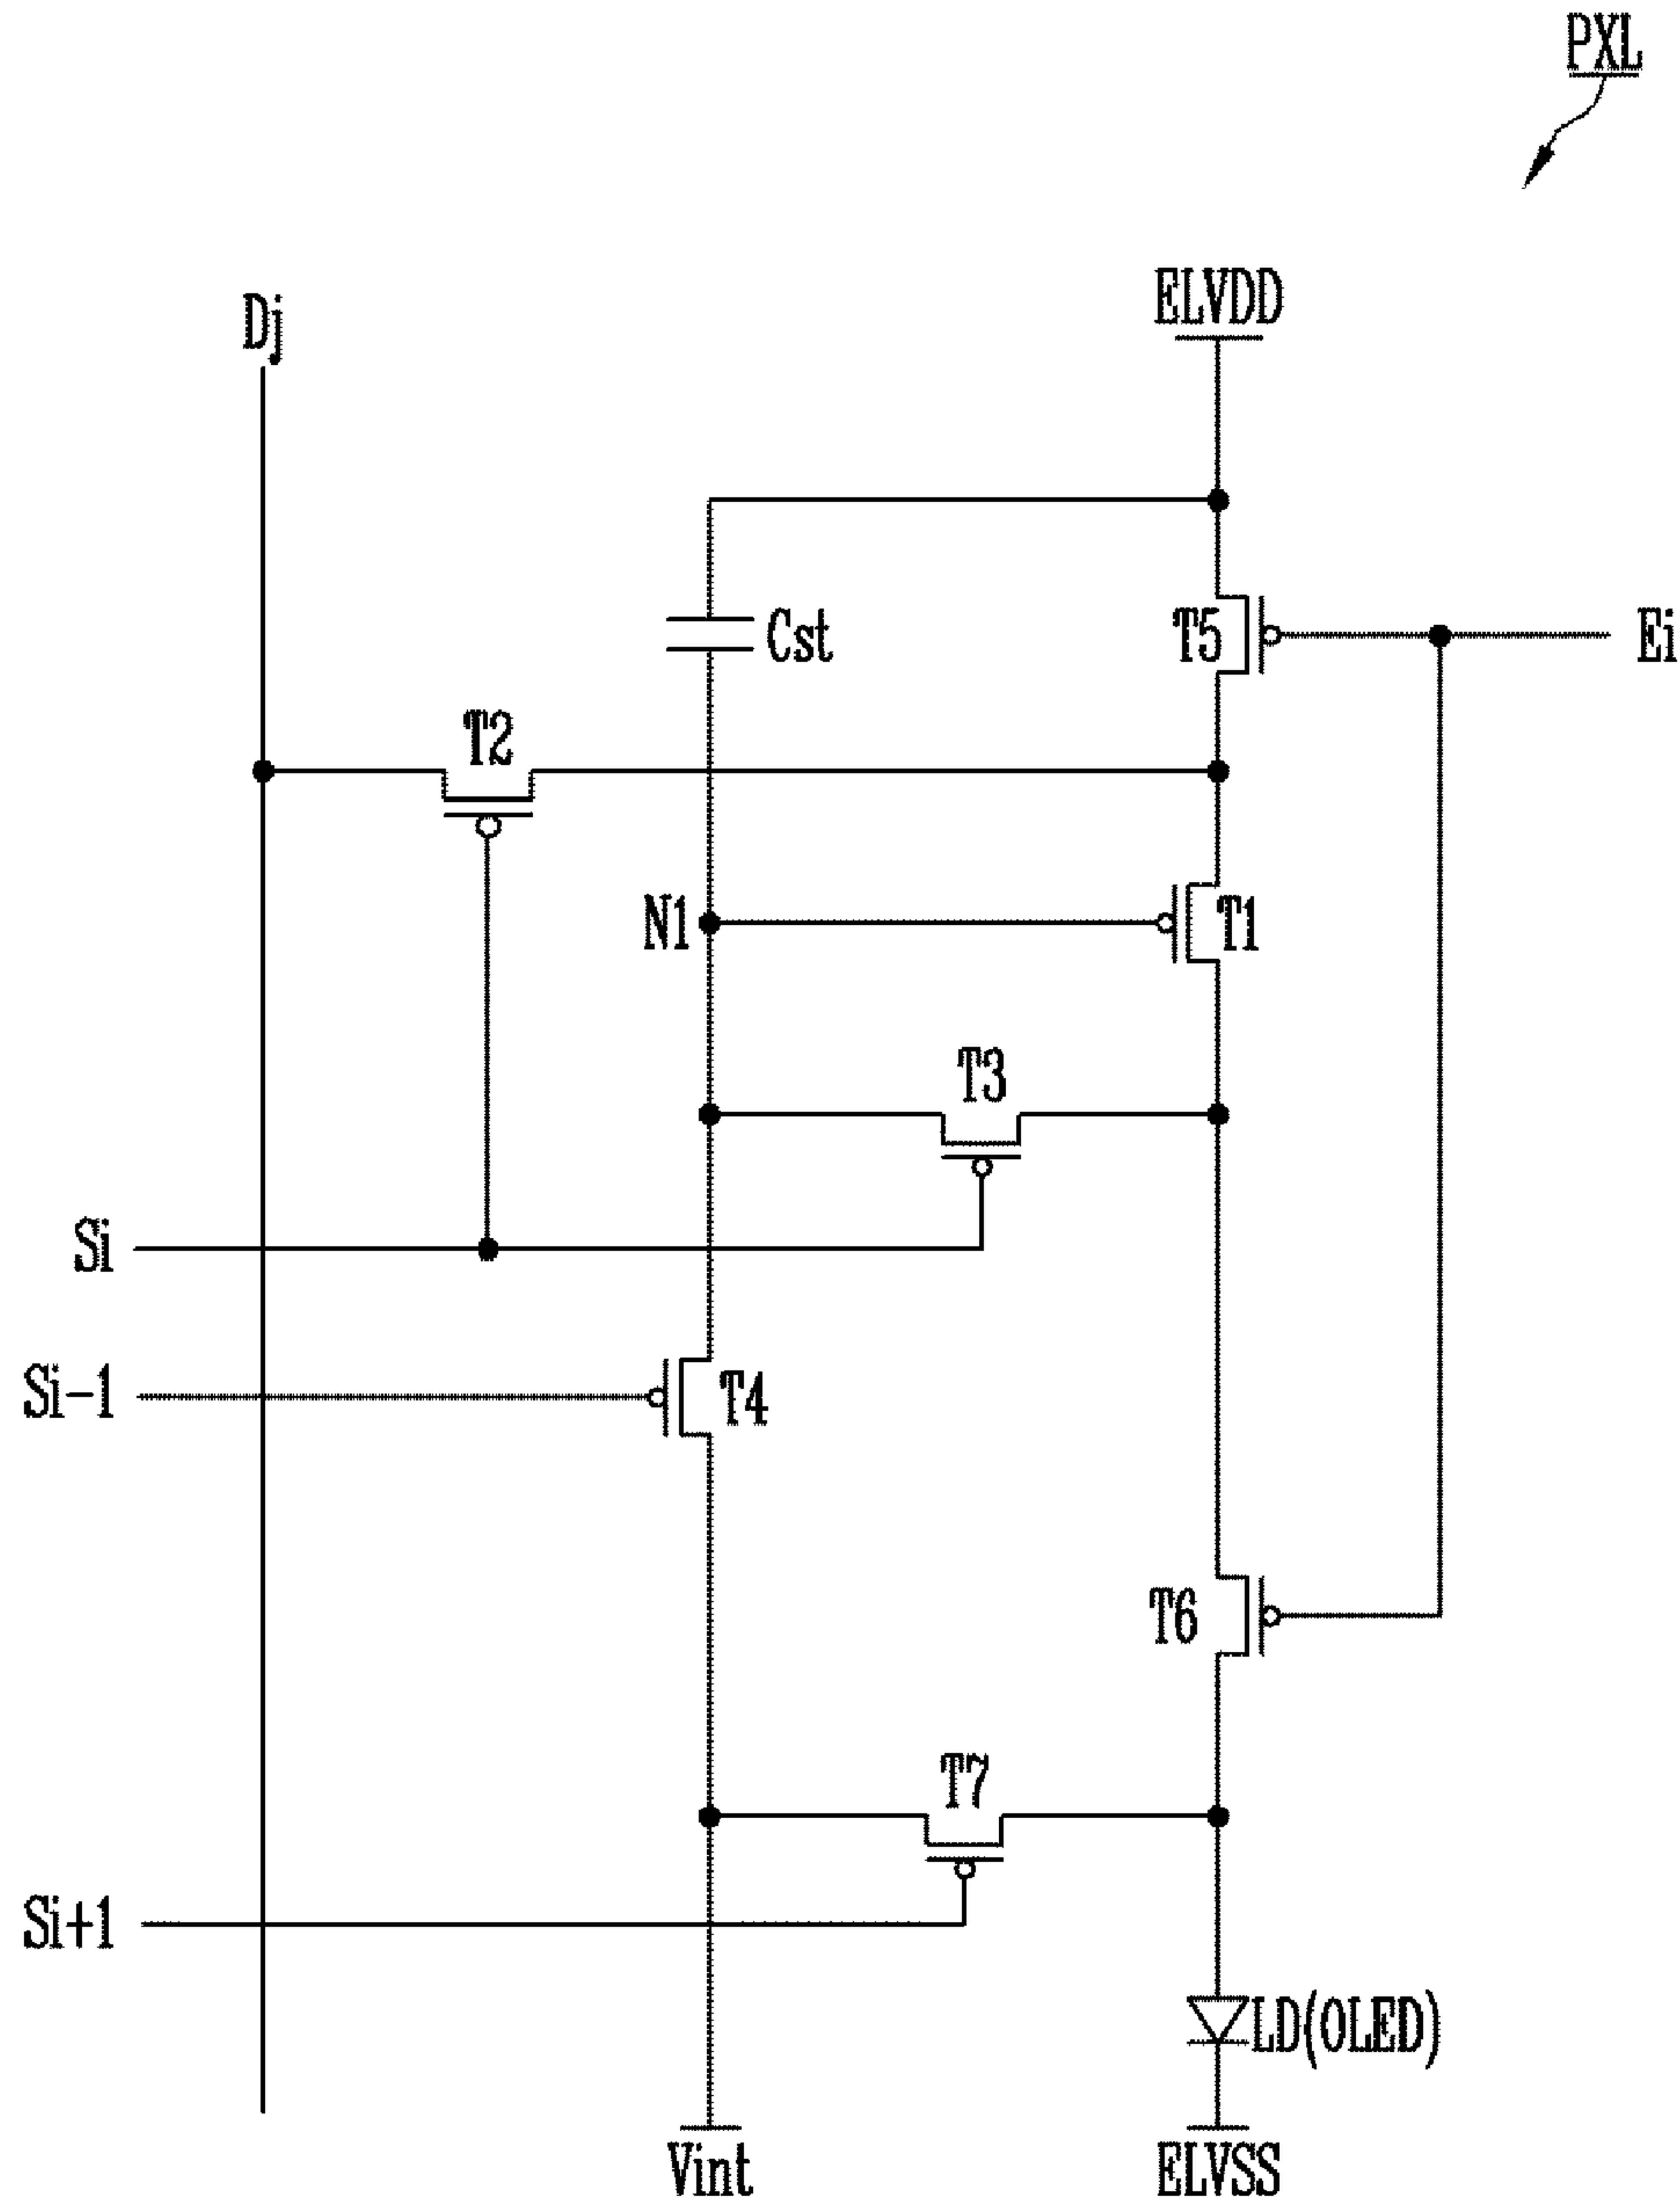 PXL
ELVDD
Dj
Cst
T5
Ei
T2
N1
T1
T3
Si
Si-1
T4
T6
T7
Si+1
LD(OLED)
Vint
ELVSS